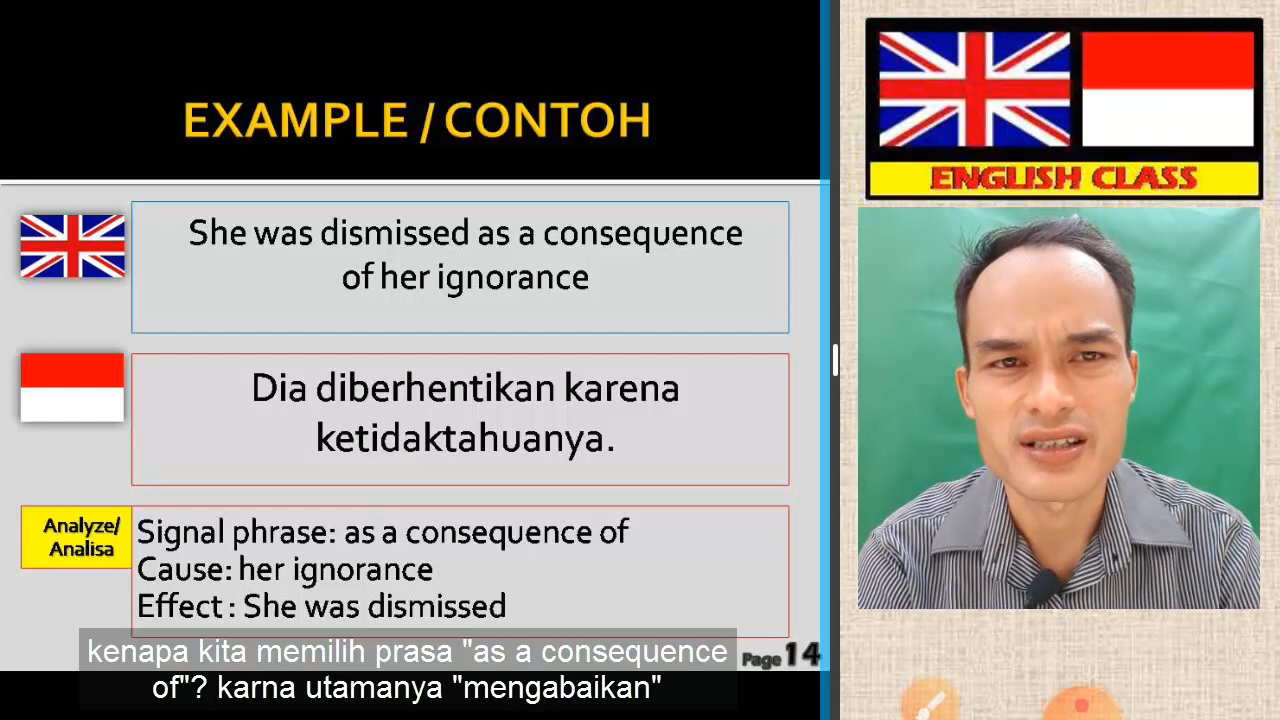 EXAMPLE / CONTOH
She was dismissed as a consequence
of her ignorance
Dia diberhentikan karena
ketidaktahuanya.
Analyze/
Analisa
Signal phrase: as a consequence of
Cause: her ignorance
Effect : She was dismissed
kenapa kita memilih prasa "as a consequence
of"? karna utamanya "mengabaikan"
Page 14
ENGLISH CLASS